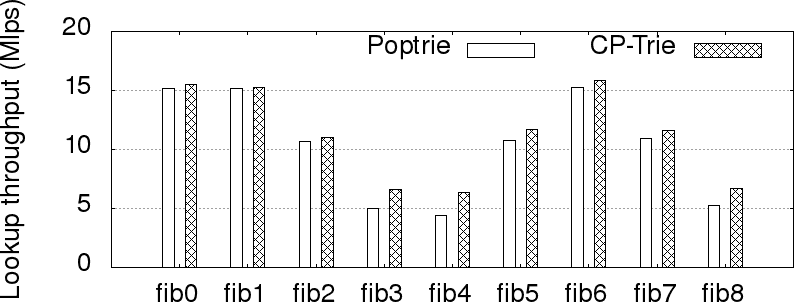 Lookup throughput (Mlps)
20
15
10
5
0
Poptrie
CP-Trie
fib0 fib1 fib2 fib3 fib4 fib5 fib6 fib7 fib8